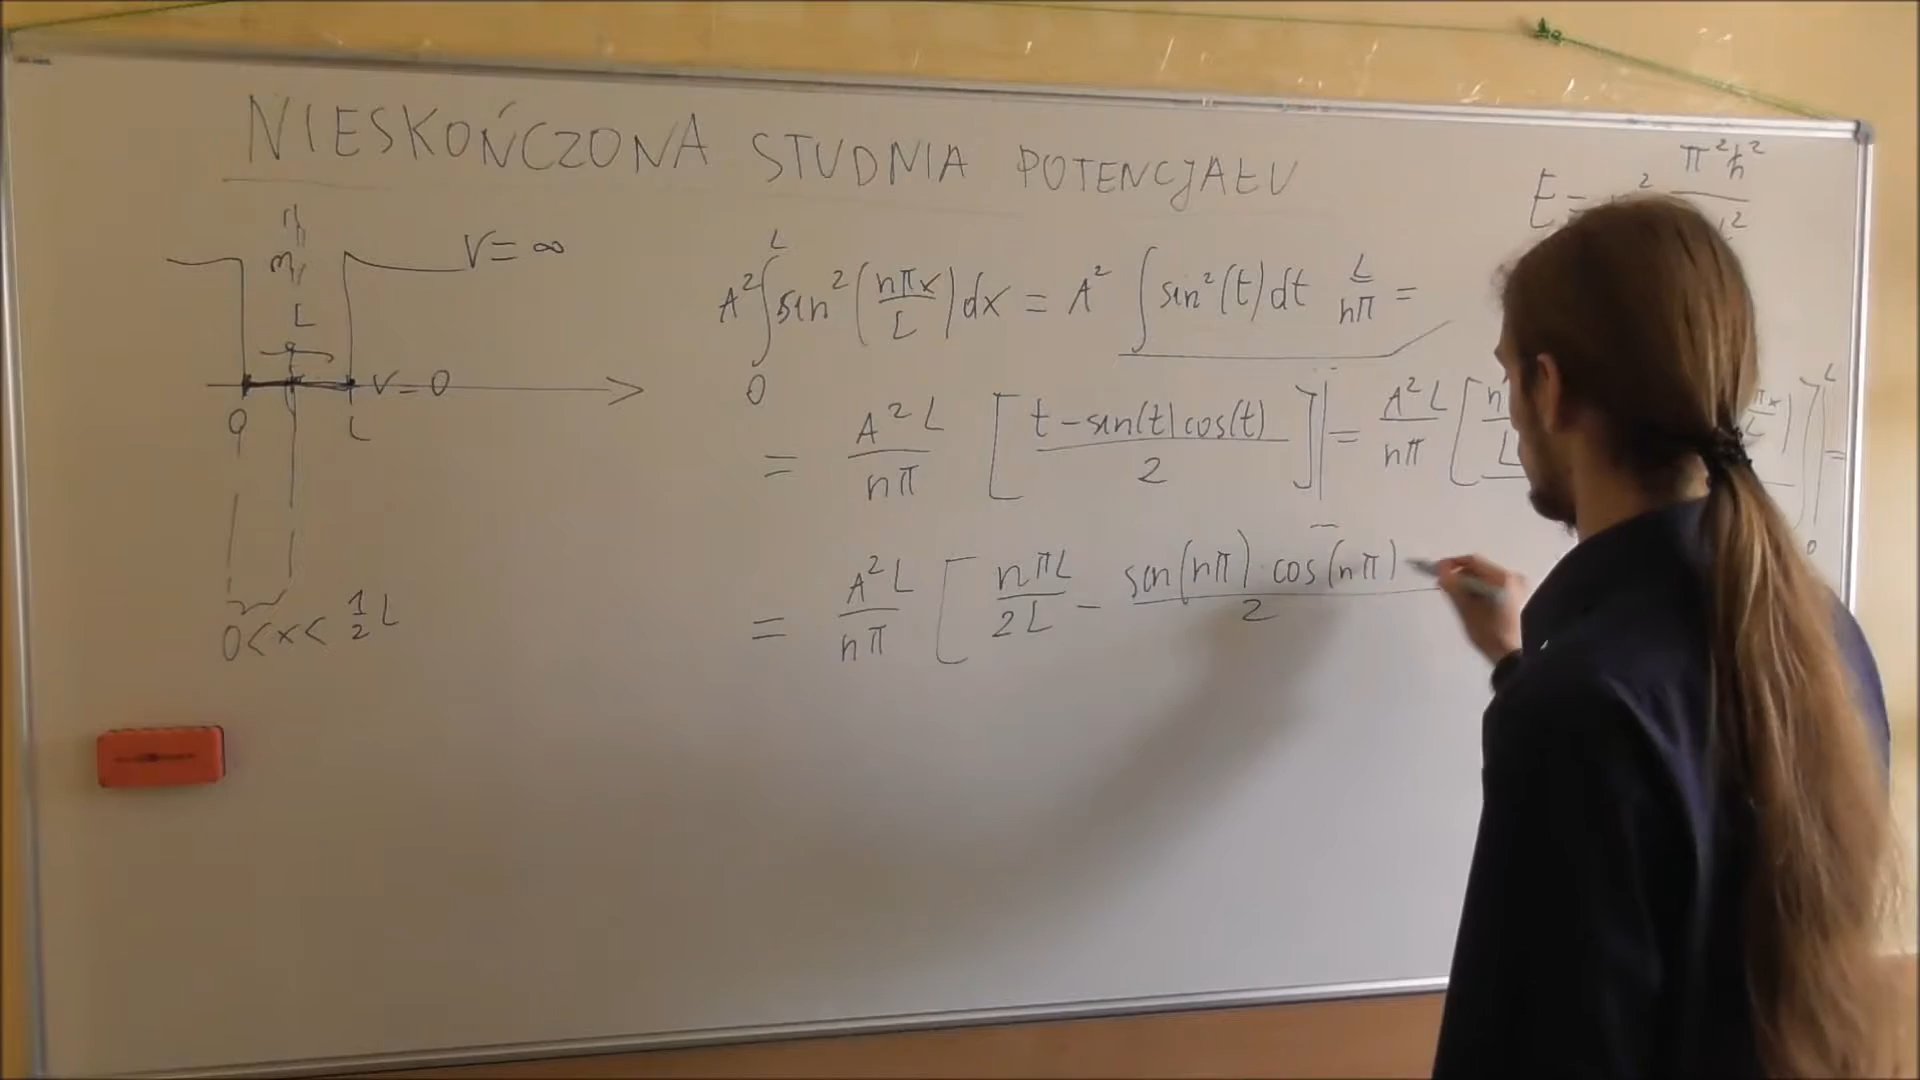 NIESKOŃCZONA STUDNIA POTENCJAŁU
π²ħ²
E =
V = ∞
L
V = 0
0 L
0 < x < 1/2 L
A² ∫₀ᴸ sin² (nπx/L) dx = A² ∫ sin²(t) dt L/nπ =
= A²L/nπ [t - sin(t) cos(t) / 2]| = A²L/nπ [
= A²L/nπ [nπL/2L - sin(nπ) · cos(nπ) / 2